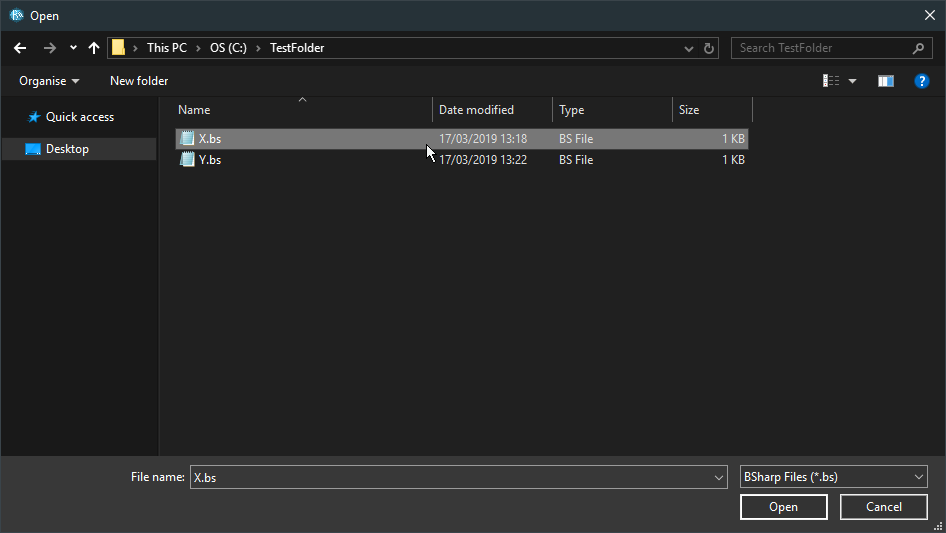 Open
This PC > OS (C:) > TestFolder
Search TestFolder
Organise New folder
?
Quick access
Desktop
Name Date modified Type Size
X.bs 17/03/2019 13:18 BS File 1 KB
Y.bs 17/03/2019 13:22 BS File 1 KB
File name: X.bs BSharp Files (*.bs)
Open Cancel